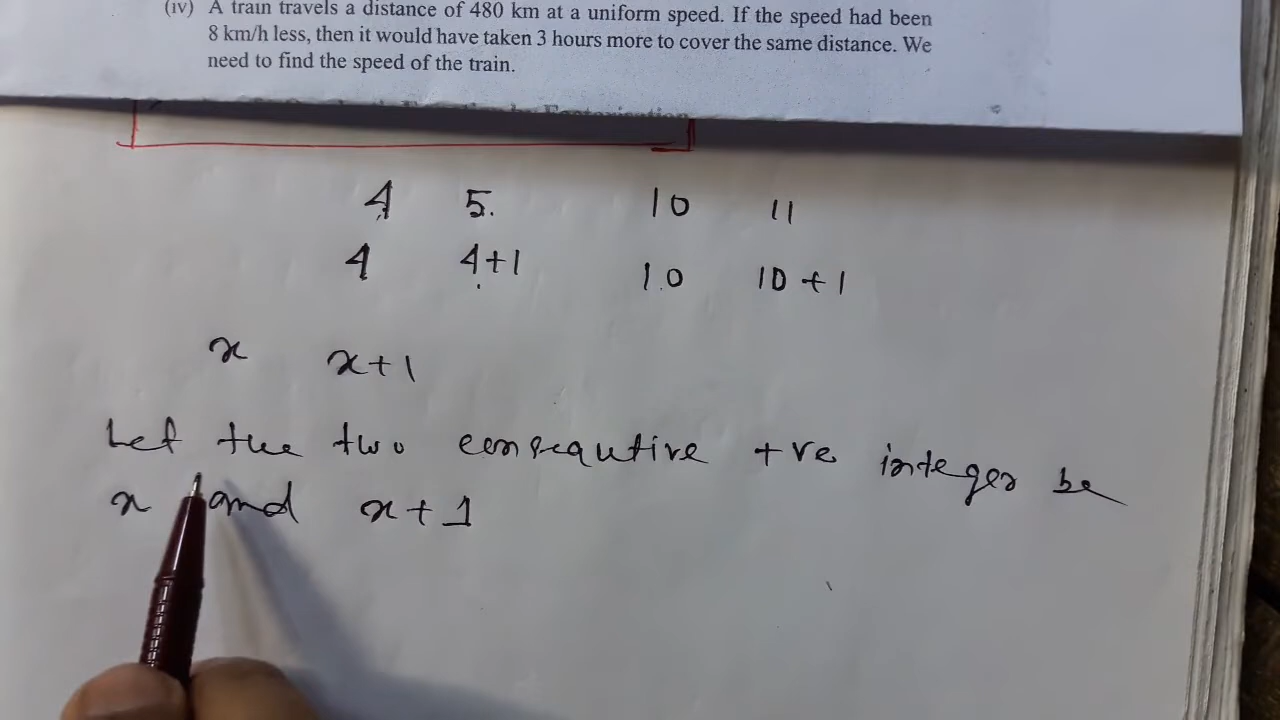 (iv) A train travels a distance of 480 km at a uniform speed. If the speed had been
8 km/h less, then it would have taken 3 hours more to cover the same distance. We
need to find the speed of the train.
4 5. 10 11
4 4+1 10 10+1
x x+1
Let the two consequtive +ve integer be
x and x+1